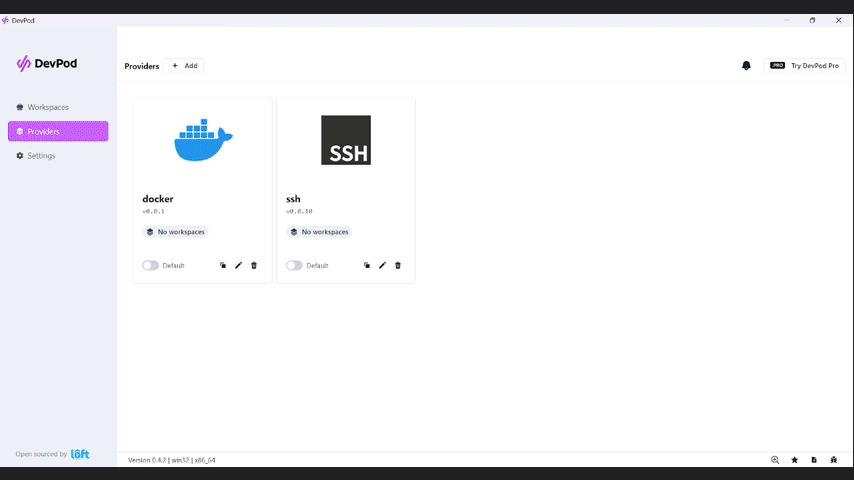 DevPod
DevPod
Workspaces
Providers
Settings
Open sourced by loft
Providers
Add
PRO Try DevPod Pro
docker
v0.0.1
No workspaces
Default
SSH
ssh
v0.0.10
No workspaces
Default
Version 0.4.2 | win32 | x86_64